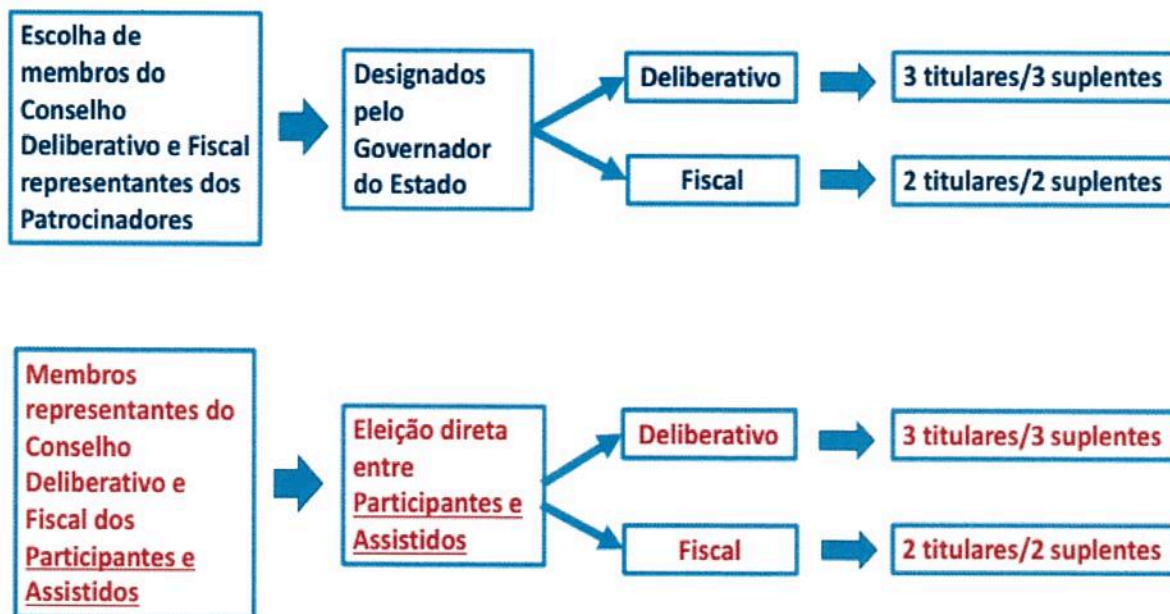 Escolha de
membros do
Conselho
Deliberativo e Fiscal
representantes dos
Patrocinadores
Designados
pelo
Governador
do Estado
Deliberativo
3 titulares/3 suplentes
Fiscal
2 titulares/2 suplentes
Membros
representantes do
Conselho
Deliberativo e
Fiscal dos
Participantes e
Assistidos
Eleição direta
entre
Participantes e
Assistidos
Deliberativo
3 titulares/3 suplentes
Fiscal
2 titulares/2 suplentes